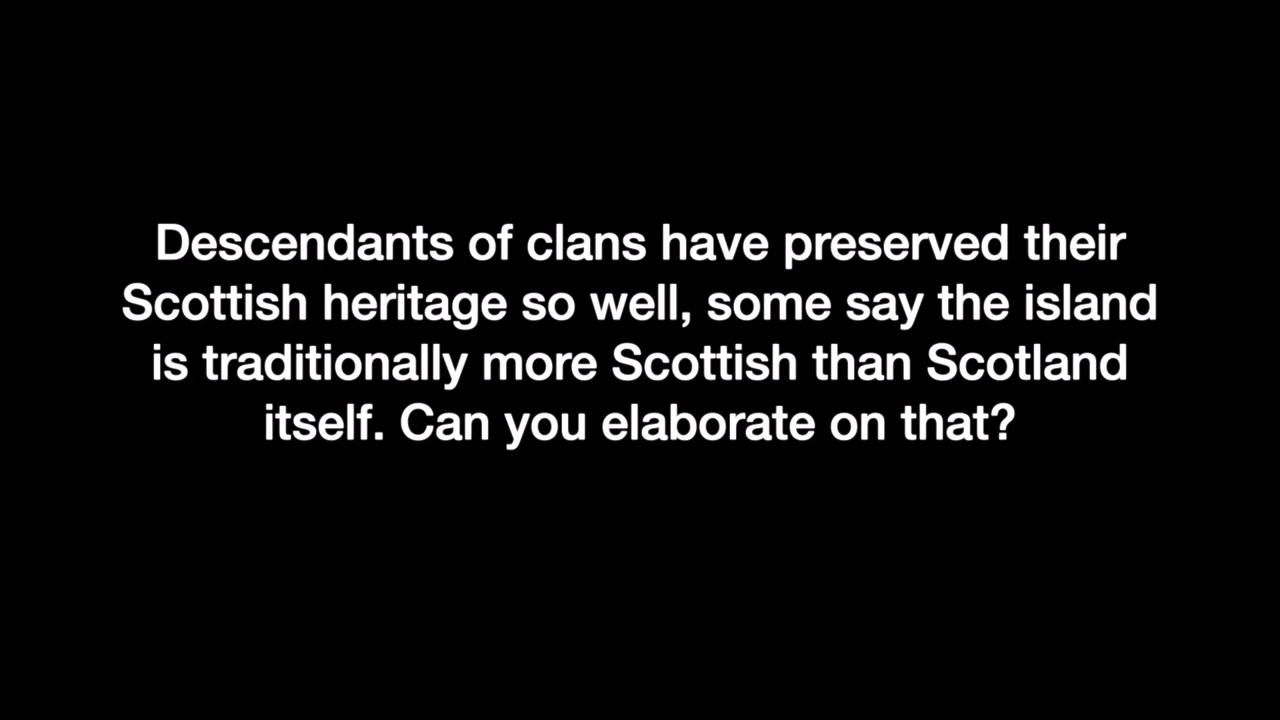 Descendants of clans have preserved their
Scottish heritage so well, some say the island
is traditionally more Scottish than Scotland
itself. Can you elaborate on that?